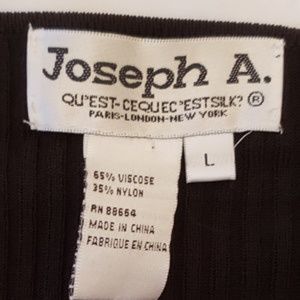 Joseph A.
QU'EST-CEQUEC'ESTSILK? ®
PARIS-LONDON-NEW YORK
L
65% VISCOSE
35% NYLON
RN 88664
MADE IN CHINA
FABRIQUE EN CHINA